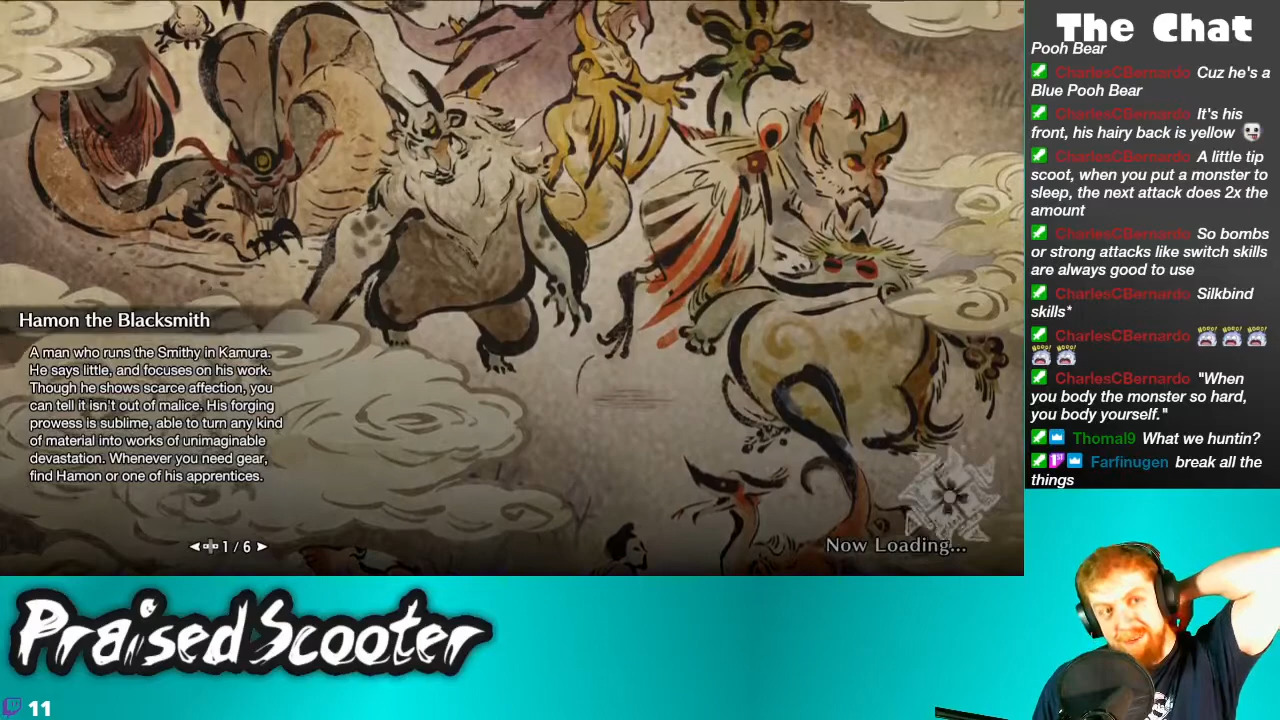 The Chat
Pooh Bear
CharlesCBernardo Cuz he's a
Blue Pooh Bear
CharlesCBernardo It's his
front, his hairy back is yellow
CharlesCBernardo A little tip
scoot, when you put a monster to
sleep, the next attack does 2x the
amount
CharlesCBernardo So bombs
or strong attacks like switch skills
are always good to use
CharlesCBernardo Silkbind
skills*
CharlesCBernardo
CharlesCBernardo "When
you body the monster so hard,
you body yourself."
Thomal9 What we huntin?
Farfinugen break all the
things
Hamon the Blacksmith
A man who runs the Smithy in Kamura.
He says little, and focuses on his work.
Though he shows scarce affection, you
can tell it isn't out of malice. His forging
prowess is sublime, able to turn any kind
of material into works of unimaginable
devastation. Whenever you need gear,
find Hamon or one of his apprentices.
1 / 6
Now Loading...
PraisedScooter
11